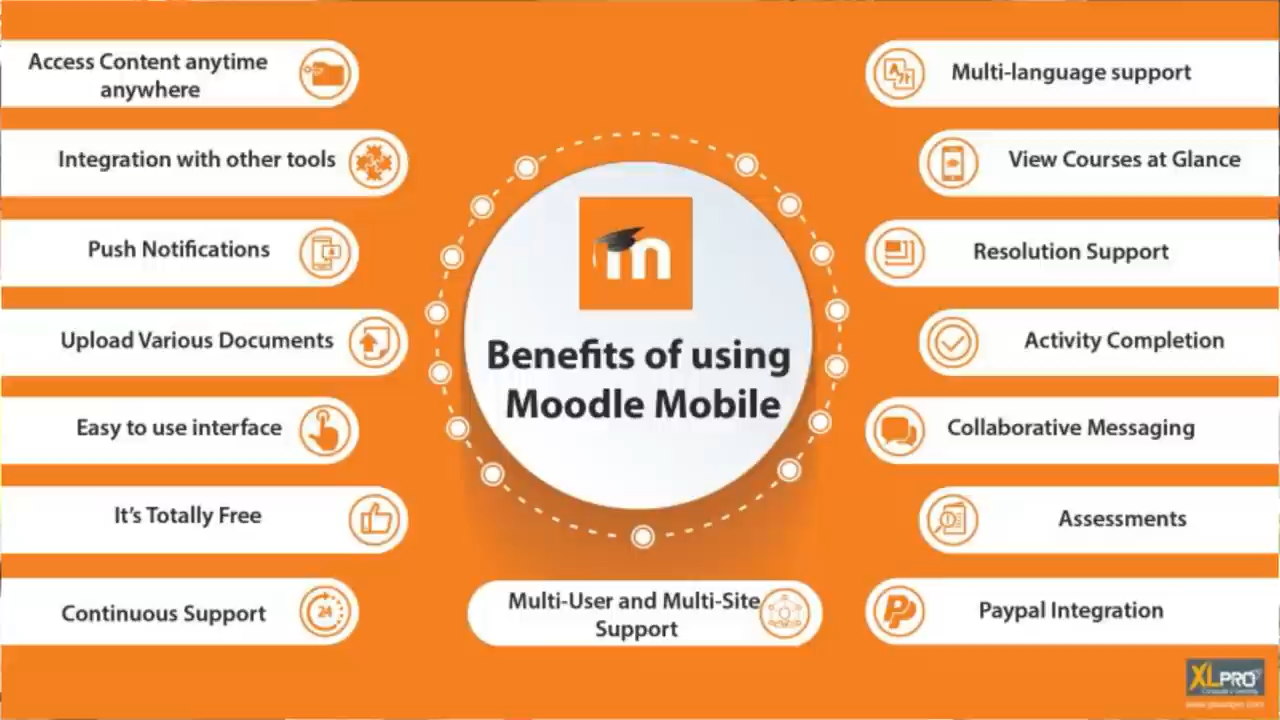 Access Content anytime
anywhere
Integration with other tools
Push Notifications
Upload Various Documents
Easy to use interface
It's Totally Free
Continuous Support
24
m
Benefits of using
Moodle Mobile
Multi-User and Multi-Site
Support
Multi-language support
View Courses at Glance
Resolution Support
Activity Completion
Collaborative Messaging
Assessments
Paypal Integration
XLPRO